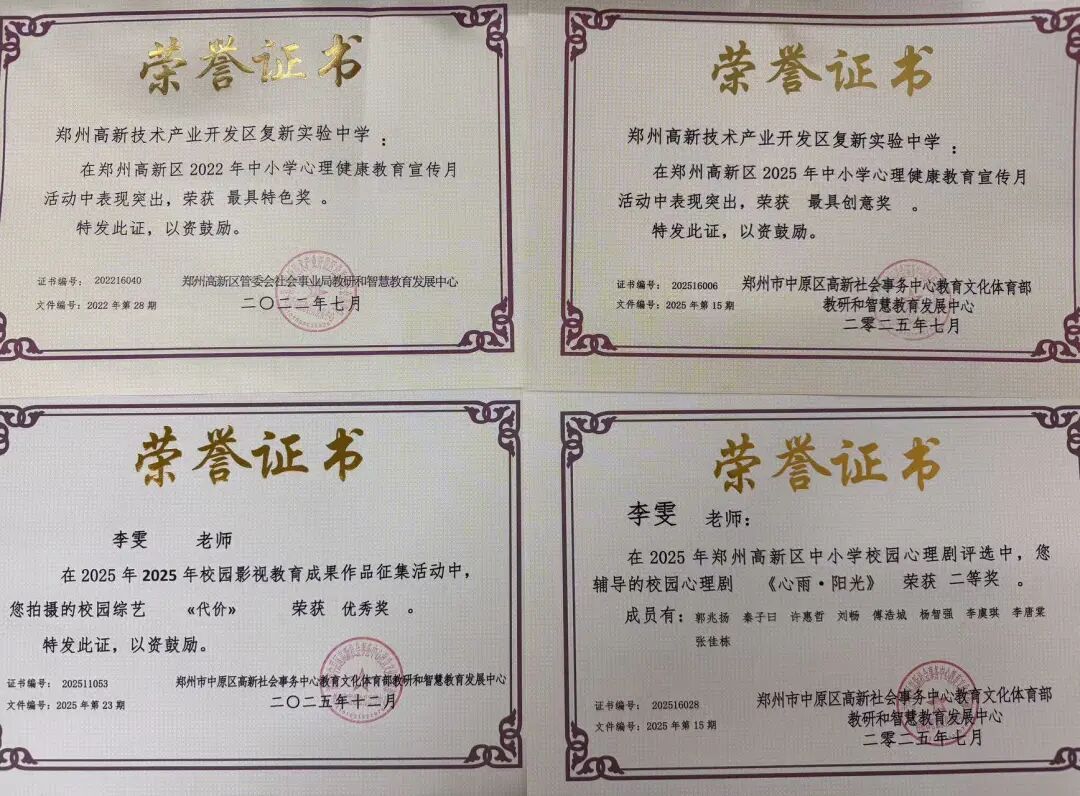 荣誉证书
郑州高新技术产业开发区复新实验中学：
在郑州高新区2022年中小学心理健康教育宣传月
活动中表现突出，荣获 最具特色奖 。
特发此证，以资鼓励。
证书编号： 202216040
郑州高新区管委会社会事业局教研和智慧教育发展中心
文件编号：2022年第28期
二〇二二年七月
荣誉证书
郑州高新技术产业开发区复新实验中学：
在郑州高新区2025年中小学心理健康教育宣传月
活动中表现突出，荣获 最具创意奖 。
特发此证，以资鼓励。
证书编号： 202516006
郑州市中原区高新社会事务中心教育文化体育部
文件编号：2025年第15期
教研和智慧教育发展中心
二零二五年七月
荣誉证书
李雯 老师
在2025年2025年校园影视教育成果作品征集活动中，
您拍摄的校园综艺 《代价》 荣获 优秀奖 。
特发此证，以资鼓励。
证书编号： 202511053
郑州市中原区高新社会事务中心教育文化体育部教研和智慧教育发展中心
文件编号：2025年第23期
二〇二五年十二月
荣誉证书
李雯 老师：
在2025年郑州高新区中小学校园心理剧评选中，您
辅导的校园心理剧 《心雨·阳光》 荣获 二等奖 。
成员有：郭兆扬 秦子曰 许惠哲 刘畅 傅浩城 杨智强 李虞琪 李唐棠
张佳栋
证书编号： 202516028
郑州市中原区高新社会事务中心教育文化体育部
文件编号：2025年第15期
教研和智慧教育发展中心
二零二五年七月